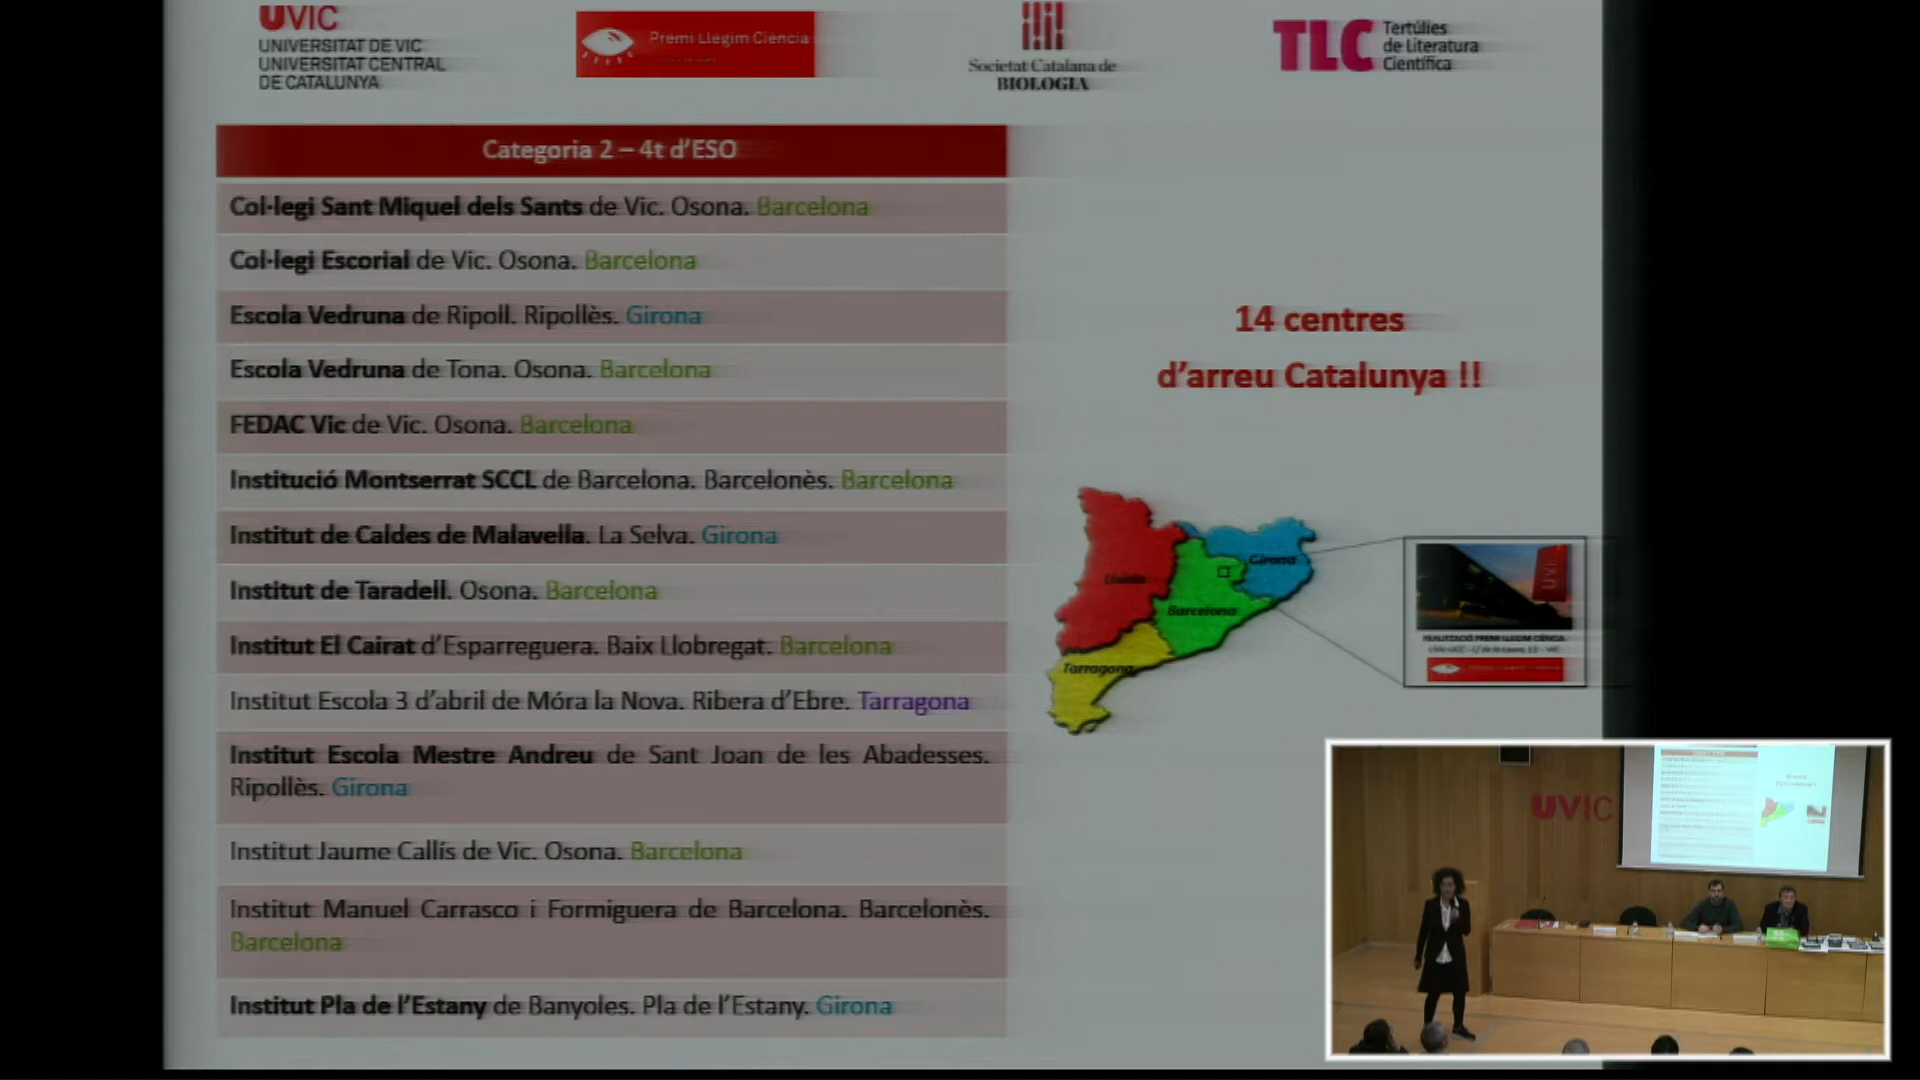 UVIC
UNIVERSITAT DE VIC
UNIVERSITAT CENTRAL
DE CATALUNYA
Premi Llegim Ciència
Societat Catalana de
BIOLOGIA
TLC
Tertúlies
de Literatura
Científica
Categoria 2 – 4t d'ESO
Col·legi Sant Miquel dels Sants de Vic. Osona. Barcelona
Col·legi Escorial de Vic. Osona. Barcelona
Escola Vedruna de Ripoll. Ripollès. Girona
Escola Vedruna de Tona. Osona. Barcelona
FEDAC Vic de Vic. Osona. Barcelona
Institució Montserrat SCCL de Barcelona. Barcelonès. Barcelona
Institut de Caldes de Malavella. La Selva. Girona
Institut de Taradell. Osona. Barcelona
Institut El Cairat d'Esparreguera. Baix Llobregat. Barcelona
Institut Escola 3 d'abril de Móra la Nova. Ribera d'Ebre. Tarragona
Institut Escola Mestre Andreu de Sant Joan de les Abadesses.
Ripollès. Girona
Institut Jaume Callís de Vic. Osona. Barcelona
Institut Manuel Carrasco i Formiguera de Barcelona. Barcelonès.
Barcelona
Institut Pla de l'Estany de Banyoles. Pla de l'Estany. Girona
14 centres
d'arreu Catalunya !!
Lleida
Girona
Barcelona
Tarragona
UVIC
REALITZACIÓ PREMI LLEGIM CIÈNCIA
UVIC